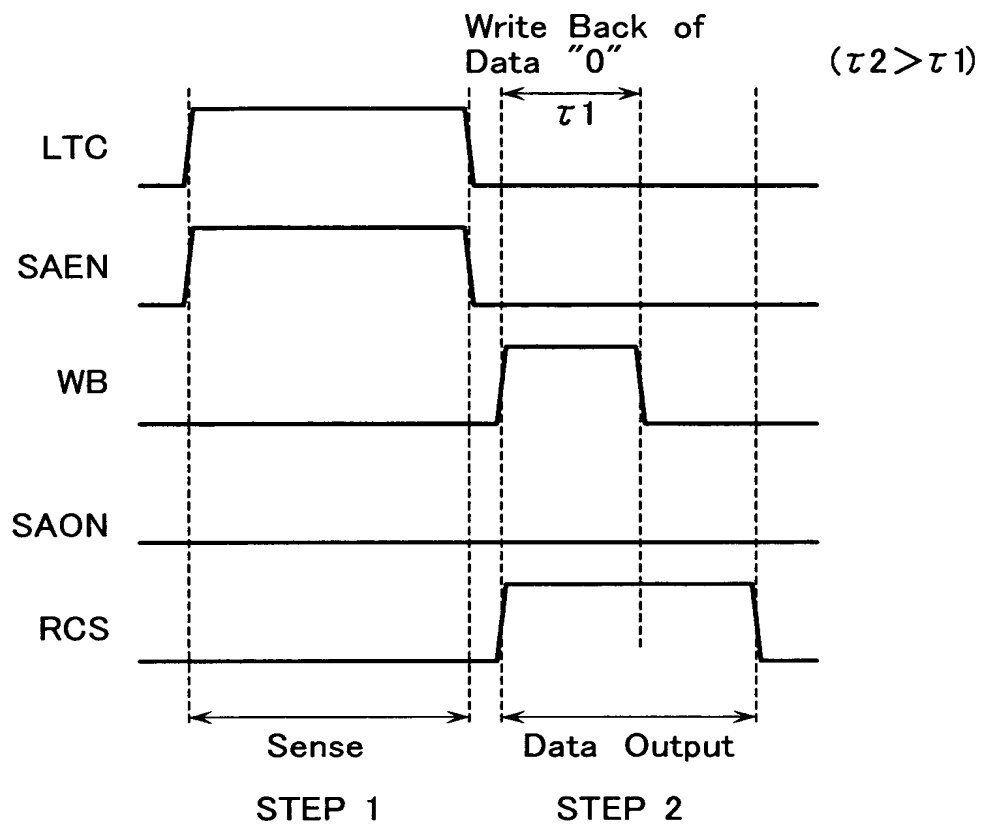 Write Back of
Data "0"
(τ2>τ1)
τ1
LTC
SAEN
WB
SAON
RCS
Sense
Data Output
STEP 1
STEP 2